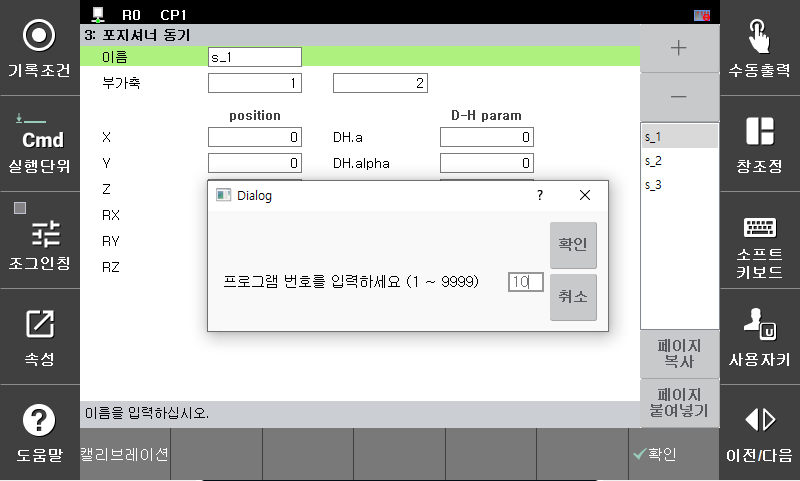 R0 CP1
3: 포지셔너 동기
이름 s_1
부가축 1 2
position D-H param
X 0 DH.a 0
Y 0 DH.alpha 0
Z
RX
RY
RZ
Dialog ?
프로그램 번호를 입력하세요 (1 ~ 9999) 10
확인
취소
이름을 입력하십시오.
s_1
s_2
s_3
페이지
복사
페이지
붙여넣기
캘리브레이션
확인
기록조건
Cmd
실행단위
조그인칭
속성
?
도움말
수동출력
창조정
소프트
키보드
U
사용자키
이전/다음